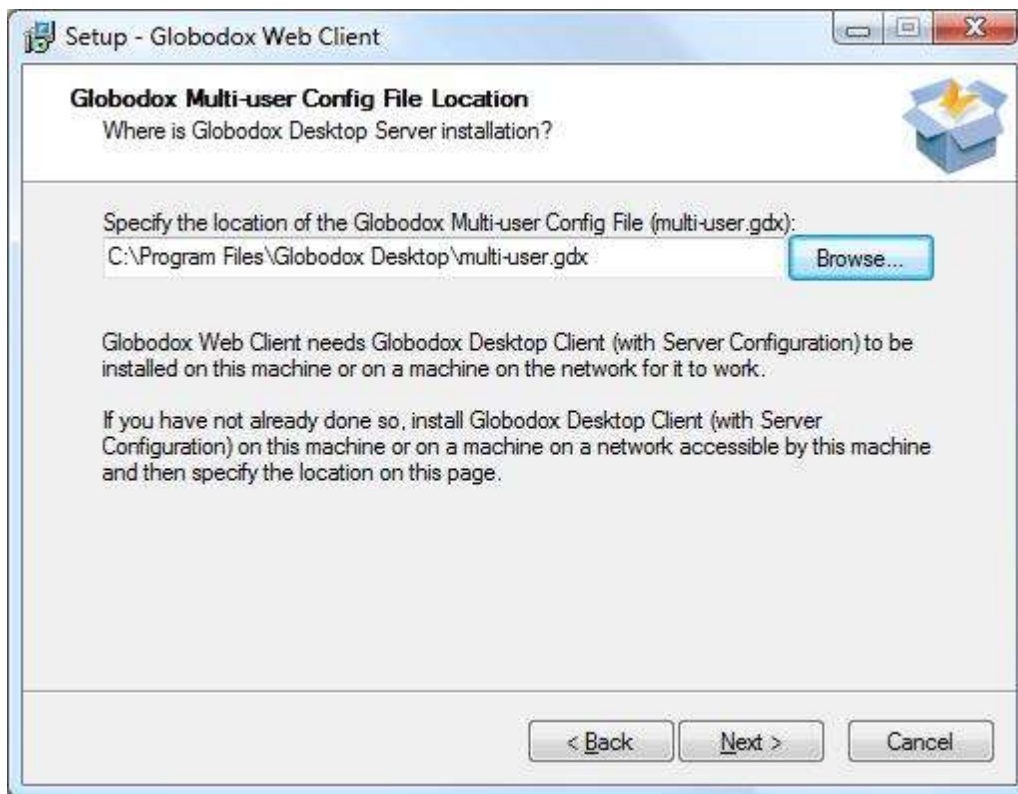 Setup - Globodox Web Client
Globodox Multi-user Config File Location
Where is Globodox Desktop Server installation?
Specify the location of the Globodox Multi-user Config File (multi-user.gdx):
C:\Program Files\Globodox Desktop\multi-user.gdx
Browse...
Globodox Web Client needs Globodox Desktop Client (with Server Configuration) to be
installed on this machine or on a machine on the network for it to work.
If you have not already done so, install Globodox Desktop Client (with Server
Configuration) on this machine or on a machine on a network accessible by this machine
and then specify the location on this page.
< Back Next > Cancel